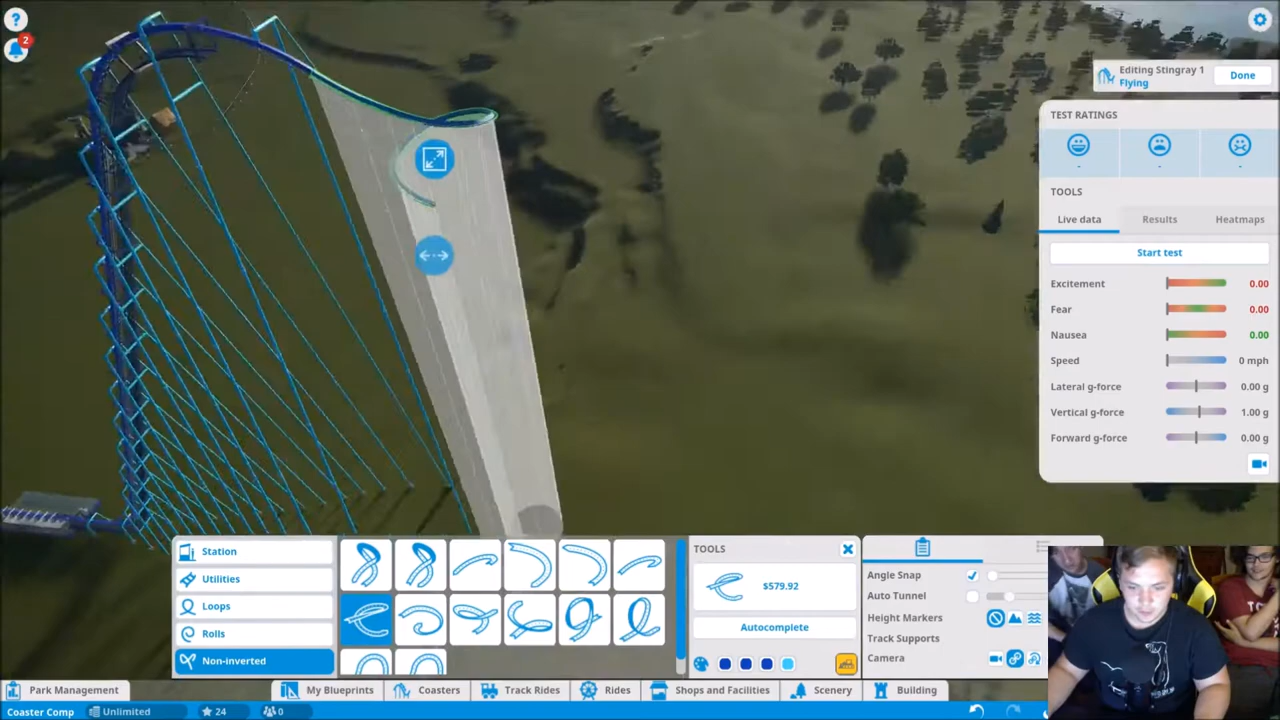 ?
2
Editing Stingray 1
Flying
Done
TEST RATINGS
- - -
TOOLS
Live data Results Heatmaps
Start test
Excitement 0.00
Fear 0.00
Nausea 0.00
Speed 0 mph
Lateral g-force 0.00 g
Vertical g-force 1.00 g
Forward g-force 0.00 g
Station
Utilities
Loops
Rolls
Non-inverted
TOOLS
$579.92
Autocomplete
Angle Snap
Auto Tunnel
Height Markers
Track Supports
Camera
Park Management
My Blueprints
Coasters
Track Rides
Rides
Shops and Facilities
Scenery
Building
Coaster Comp
Unlimited
24
0